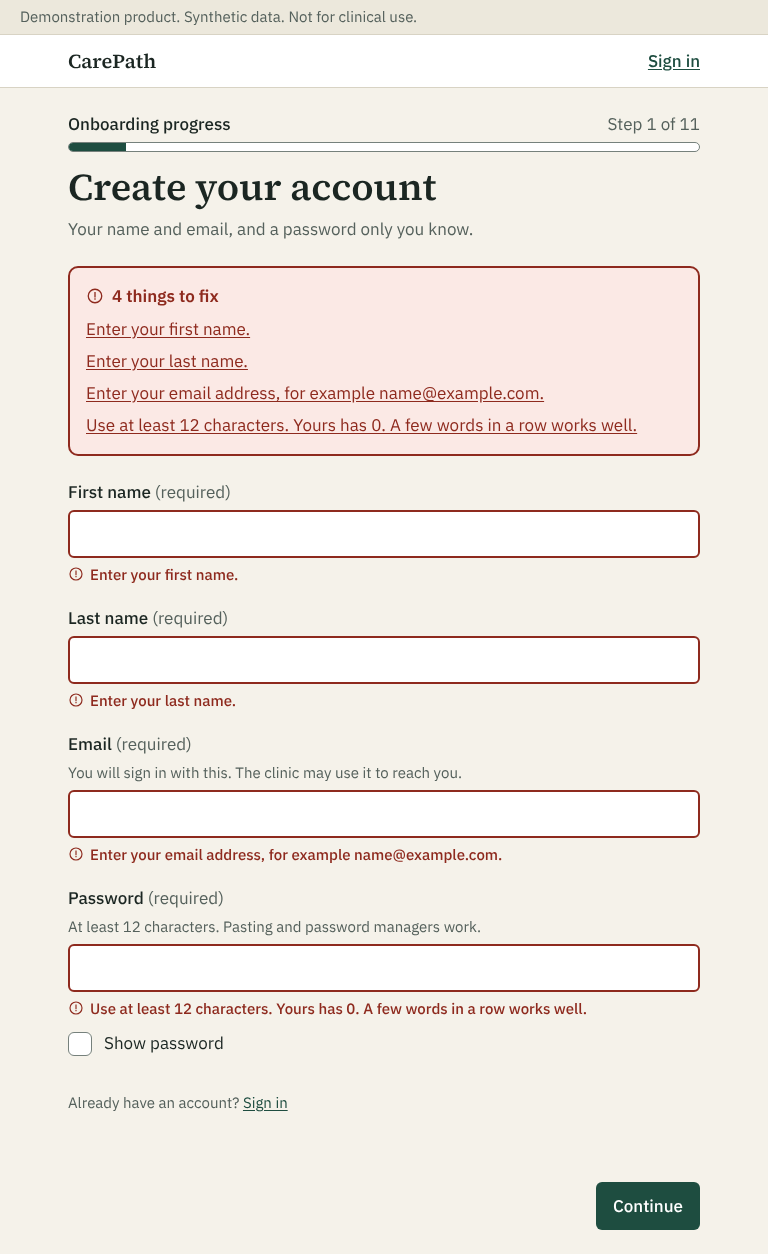 Demonstration product. Synthetic data. Not for clinical use.
CarePath
Sign in
Onboarding progress
Step 1 of 11
Create your account
Your name and email, and a password only you know.
4 things to fix
Enter your first name.
Enter your last name.
Enter your email address, for example name@example.com.
Use at least 12 characters. Yours has 0. A few words in a row works well.
First name (required)
Enter your first name.
Last name (required)
Enter your last name.
Email (required)
You will sign in with this. The clinic may use it to reach you.
Enter your email address, for example name@example.com.
Password (required)
At least 12 characters. Pasting and password managers work.
Use at least 12 characters. Yours has 0. A few words in a row works well.
Show password
Already have an account? Sign in
Continue